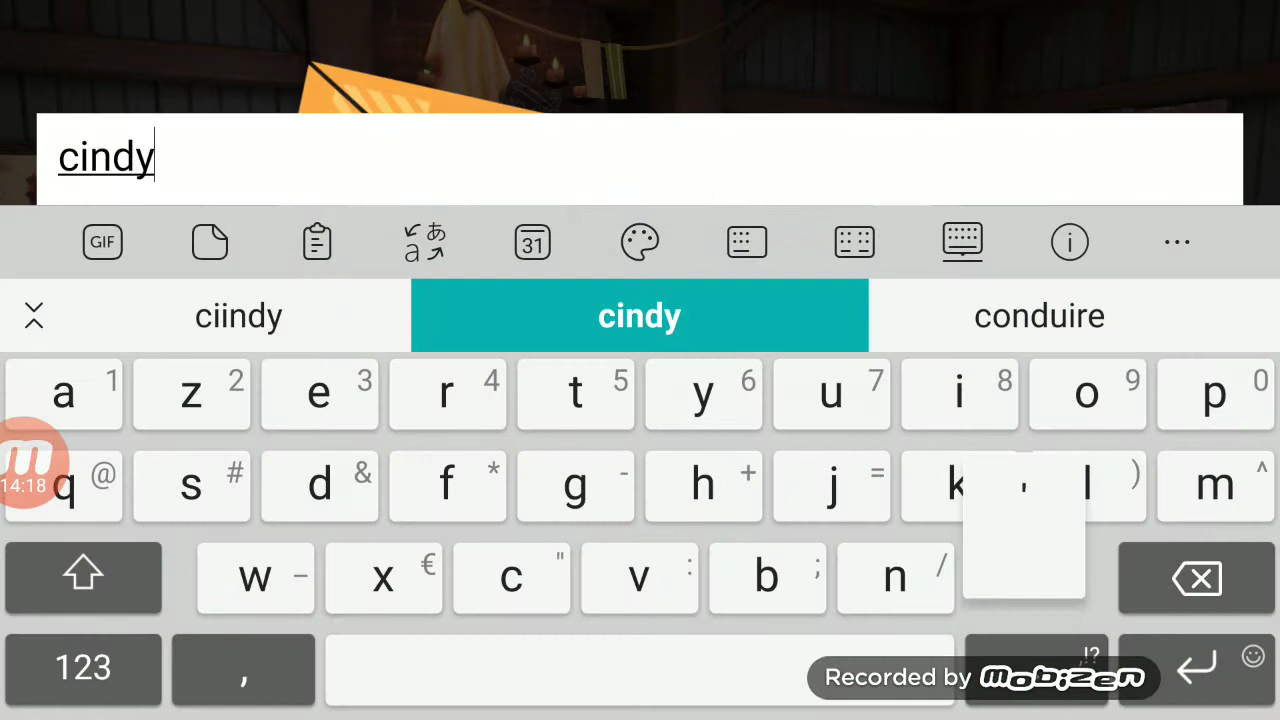 cindy
GIF
a あ
31
i
ciindy cindy conduire
a 1 z 2 e 3 r 4 t 5 y 6 u 7 i 8 o 9 p 0
q @ s # d & f * g - h + j = k ' l ) m ^
14:18
w _ x € c " v : b ; n /
123 , ,!?
Recorded by mobizen